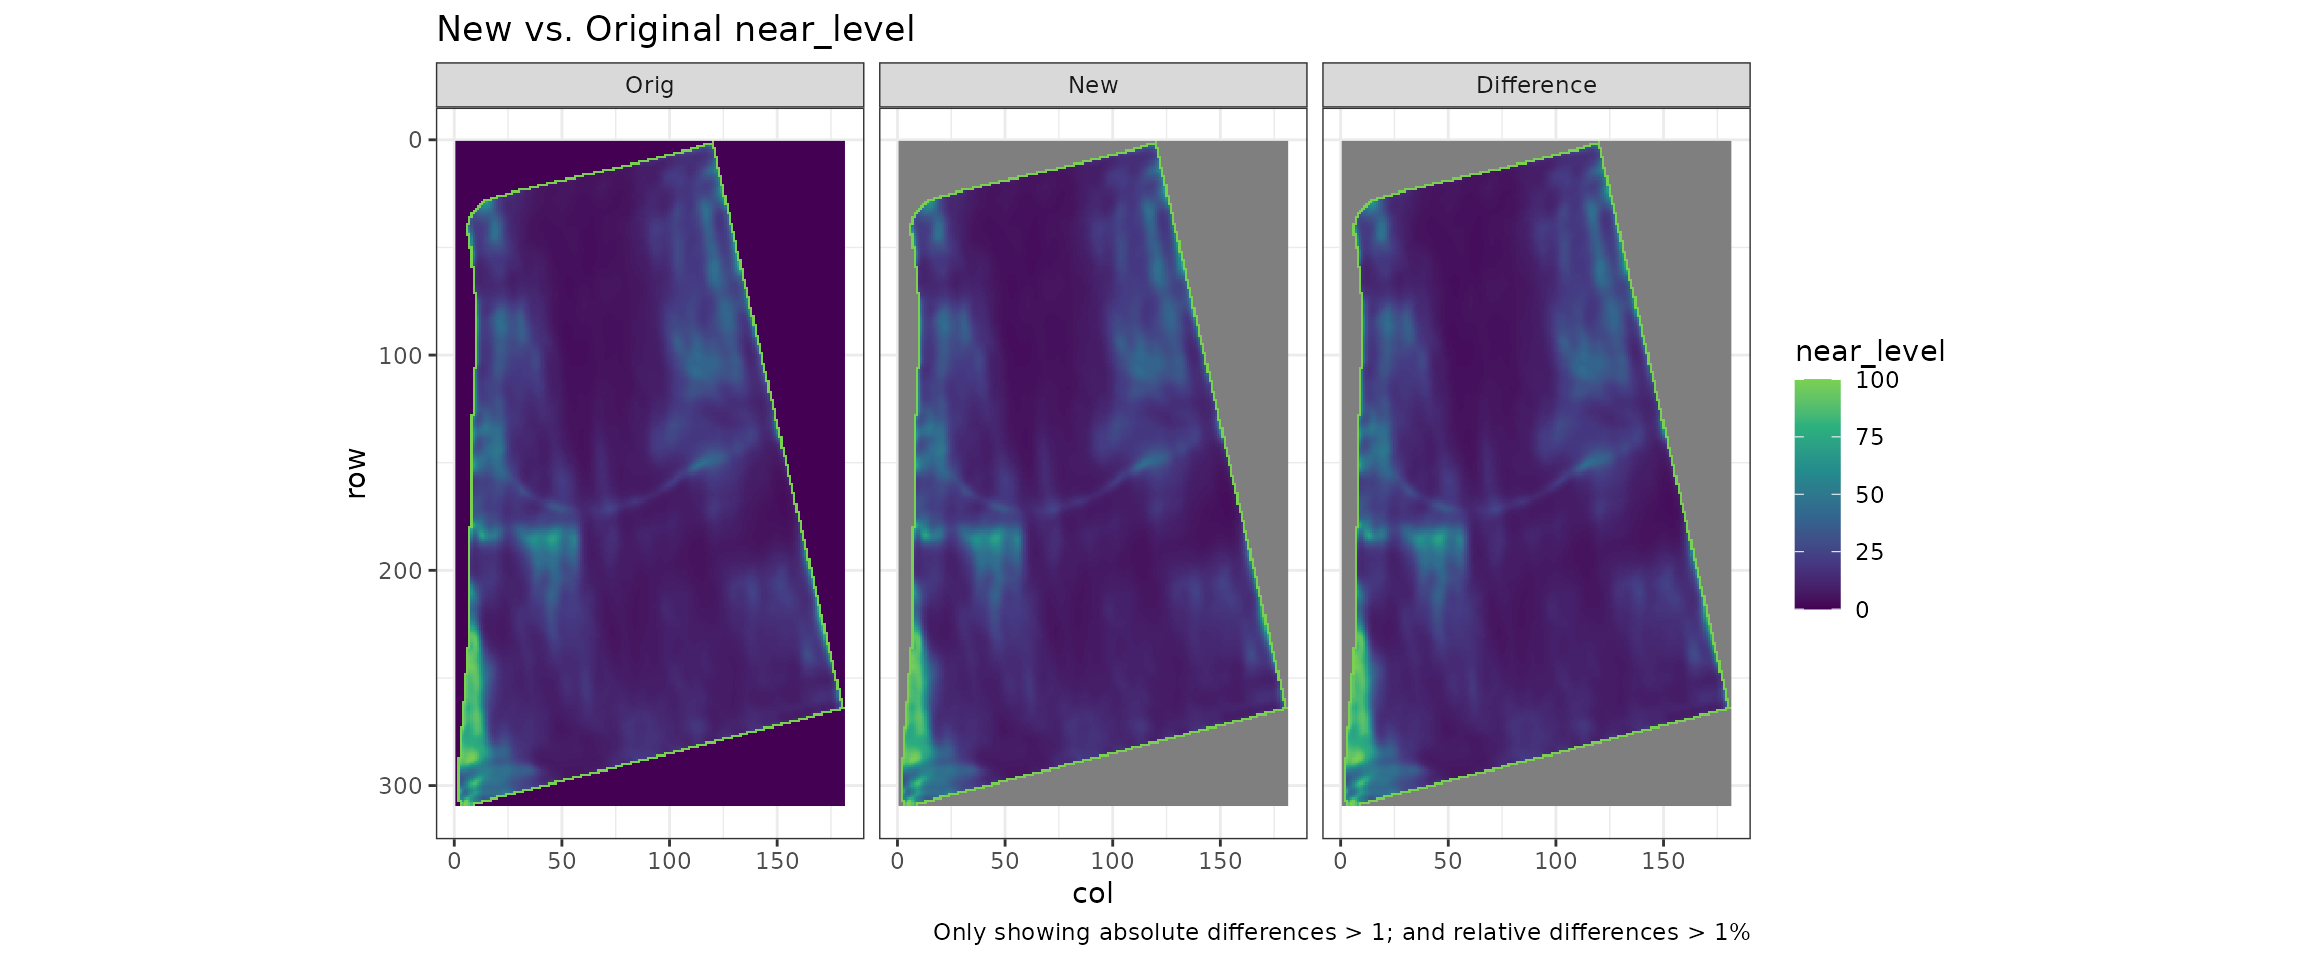 New vs. Original near_level
Orig
New
Difference
0
100
200
300
row
0
50
100
150
0
50
100
150
0
50
100
150
col
near_level
100
75
50
25
0
Only showing absolute differences > 1; and relative differences > 1%